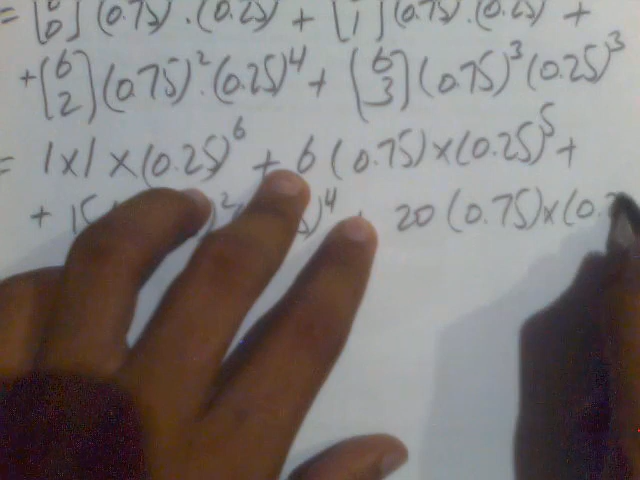 = [6 0] (0.75) . (0.25) + [6 1] (0.75) . (0.25) +
+ [6 2] (0.75)² . (0.25)⁴ + [6 3] (0.75)³ (0.25)³
= 1 x 1 x (0.25)⁶ + 6 (0.75) x (0.25)⁵ +
+ 15 )² )⁴ 20 (0.75) x (0.